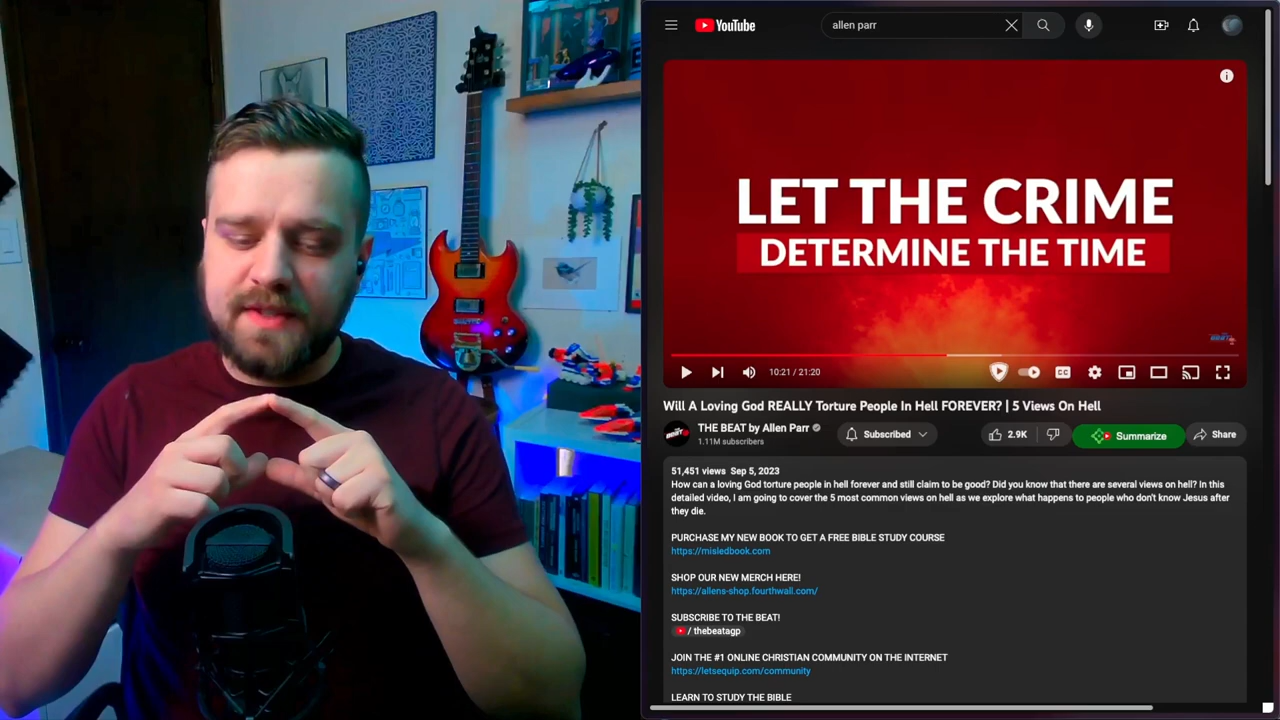 YouTube
allen parr
LET THE CRIME
DETERMINE THE TIME
10:21 / 21:20
CC
Will A Loving God REALLY Torture People In Hell FOREVER? | 5 Views On Hell
THE BEAT by Allen Parr
1.11M subscribers
Subscribed
2.9K
Summarize
Share
51,451 views Sep 5, 2023
How can a loving God torture people in hell forever and still claim to be good? Did you know that there are several views on hell? In this
detailed video, I am going to cover the 5 most common views on hell as we explore what happens to people who don't know Jesus after
they die.
PURCHASE MY NEW BOOK TO GET A FREE BIBLE STUDY COURSE
https://misledbook.com
SHOP OUR NEW MERCH HERE!
https://allens-shop.fourthwall.com/
SUBSCRIBE TO THE BEAT!
/ thebeatagp
JOIN THE #1 ONLINE CHRISTIAN COMMUNITY ON THE INTERNET
https://letsequip.com/community
LEARN TO STUDY THE BIBLE